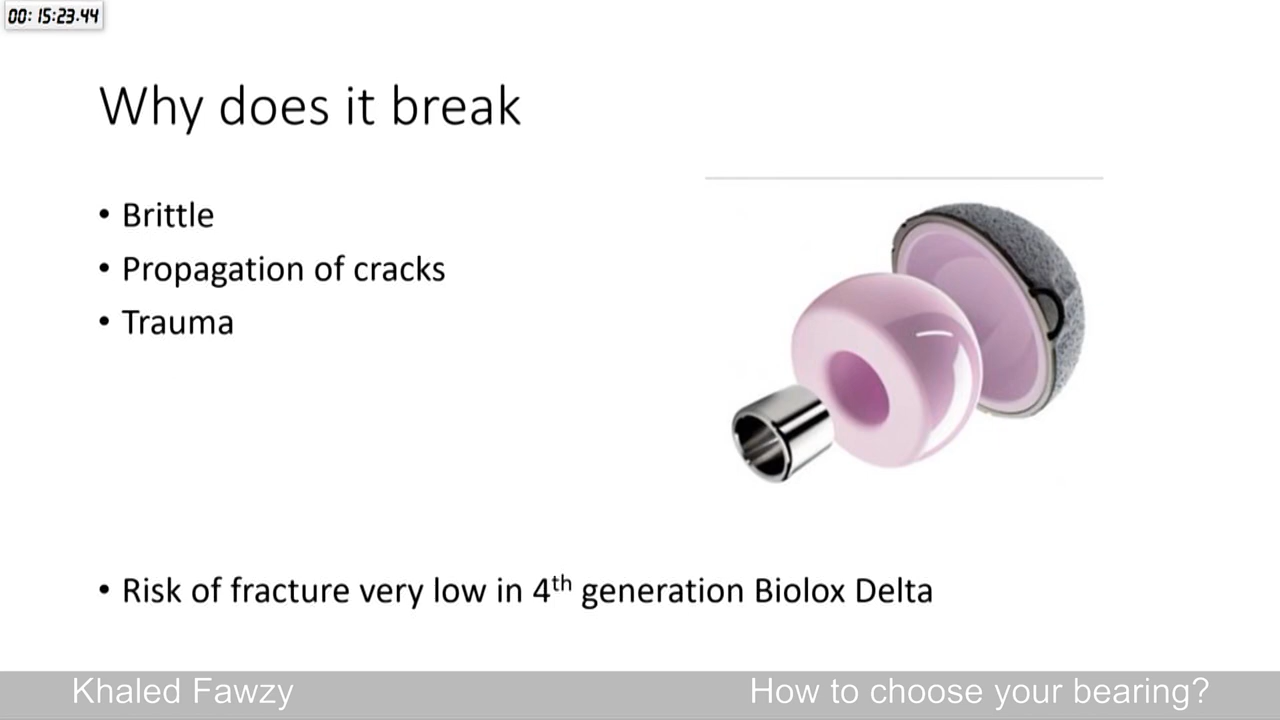 00: 15:23.44
Why does it break
• Brittle
• Propagation of cracks
• Trauma
• Risk of fracture very low in 4th generation Biolox Delta
Khaled Fawzy
How to choose your bearing?